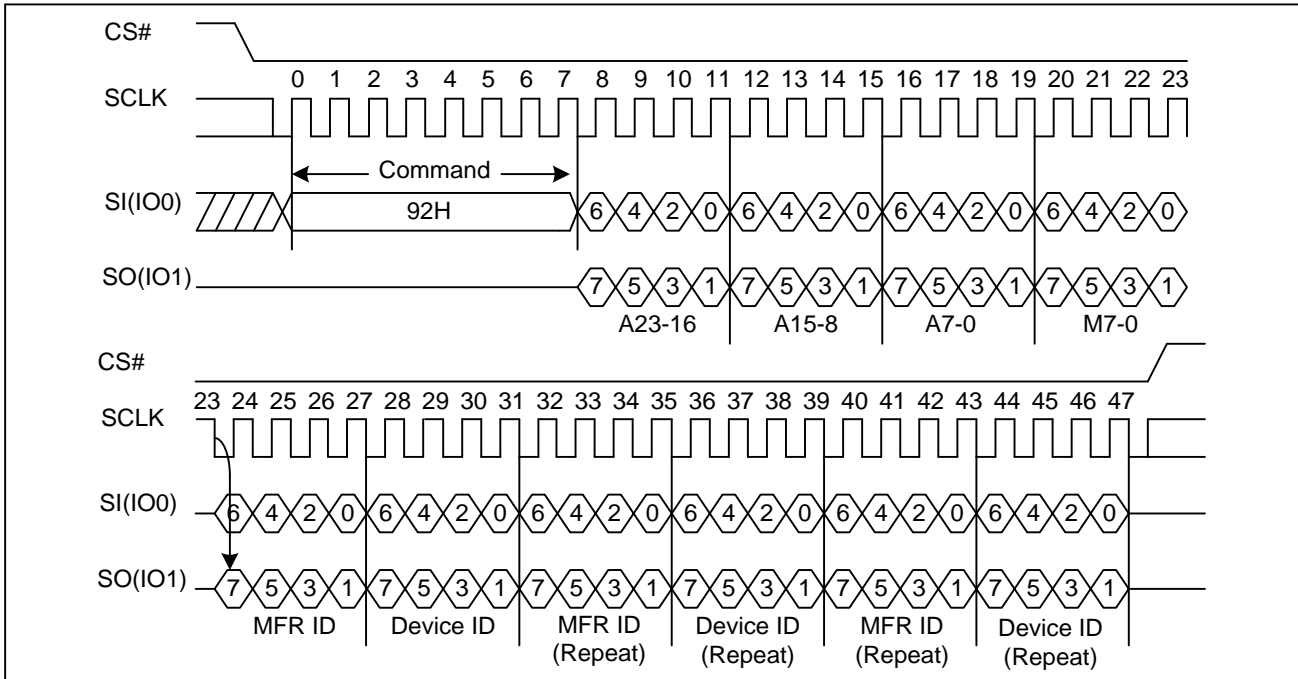 CS#
0 1 2 3 4 5 6 7 8 9 10 11 12 13 14 15 16 17 18 19 20 21 22 23
SCLK
Command
SI(IO0) 92H 6 4 2 0 6 4 2 0 6 4 2 0 6 4 2 0
SO(IO1) 7 5 3 1 7 5 3 1 7 5 3 1 7 5 3 1
A23-16 A15-8 A7-0 M7-0
CS#
23 24 25 26 27 28 29 30 31 32 33 34 35 36 37 38 39 40 41 42 43 44 45 46 47
SCLK
SI(IO0) 6 4 2 0 6 4 2 0 6 4 2 0 6 4 2 0 6 4 2 0 6 4 2 0
SO(IO1) 7 5 3 1 7 5 3 1 7 5 3 1 7 5 3 1 7 5 3 1 7 5 3 1
MFR ID Device ID MFR ID Device ID MFR ID Device ID
(Repeat) (Repeat) (Repeat) (Repeat)